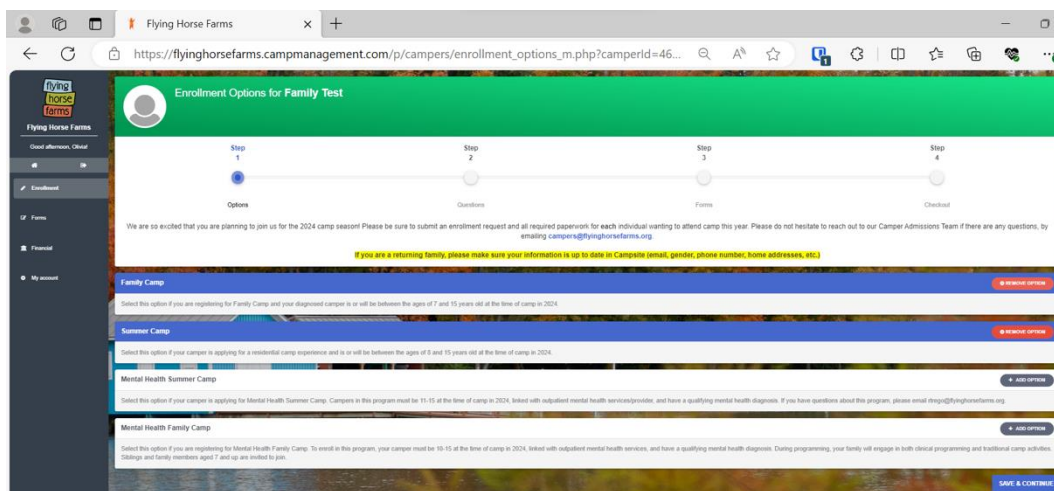 Flying Horse Farms
https://flyinghorsefarms.campmanagement.com/p/campers/enrollment_options_m.php?camperId=46...
flying
horse
farms
Flying Horse Farms
Good afternoon, Olivia!
Enrollment
Forms
Financial
My account
Enrollment Options for Family Test
Step
1
Options
Step
2
Questions
Step
3
Forms
Step
4
Checkout
We are so excited that you are planning to join us for the 2024 camp season! Please be sure to submit an enrollment request and all required paperwork for each individual wanting to attend camp this year. Please do not hesitate to reach out to our Camper Admissions Team if there are any questions, by
emailing campers@flyinghorsefarms.org.
If you are a returning family, please make sure your information is up to date in Campsite (email, gender, phone number, home addresses, etc.)
Family Camp
REMOVE OPTION
Select this option if you are registering for Family Camp and your diagnosed camper is or will be between the ages of 7 and 15 years old at the time of camp in 2024.
Summer Camp
REMOVE OPTION
Select this option if your camper is applying for a residential camp experience and is or will be between the ages of 8 and 15 years old at the time of camp in 2024.
Mental Health Summer Camp
+ ADD OPTION
Select this option if your camper is applying for Mental Health Summer Camp. Campers in this program must be 11-15 at the time of camp in 2024, linked with outpatient mental health services/provider, and have a qualifying mental health diagnosis. If you have questions about this program, please email
Mental Health Family Camp
+ ADD OPTION
Select this option if you are registering for Mental Health Family Camp. To enroll in this program, your camper must be 10-15 at the time of camp in 2024, linked with outpatient mental health services, and have a qualifying mental health diagnosis. During programming, your family will engage in both clinical programming and traditional camp activities.
Siblings and family members aged 7 and up are invited to join.
SAVE & CONTINUE